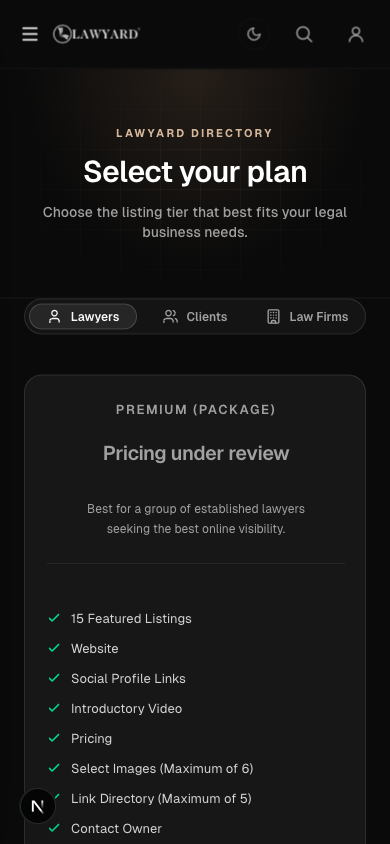 LAWYARD
LAWYARD DIRECTORY
Select your plan
Choose the listing tier that best fits your legal
business needs.
Lawyers
Clients
Law Firms
PREMIUM (PACKAGE)
Pricing under review
Best for a group of established lawyers
seeking the best online visibility.
15 Featured Listings
Website
Social Profile Links
Introductory Video
Pricing
Select Images (Maximum of 6)
Link Directory (Maximum of 5)
N
Contact Owner